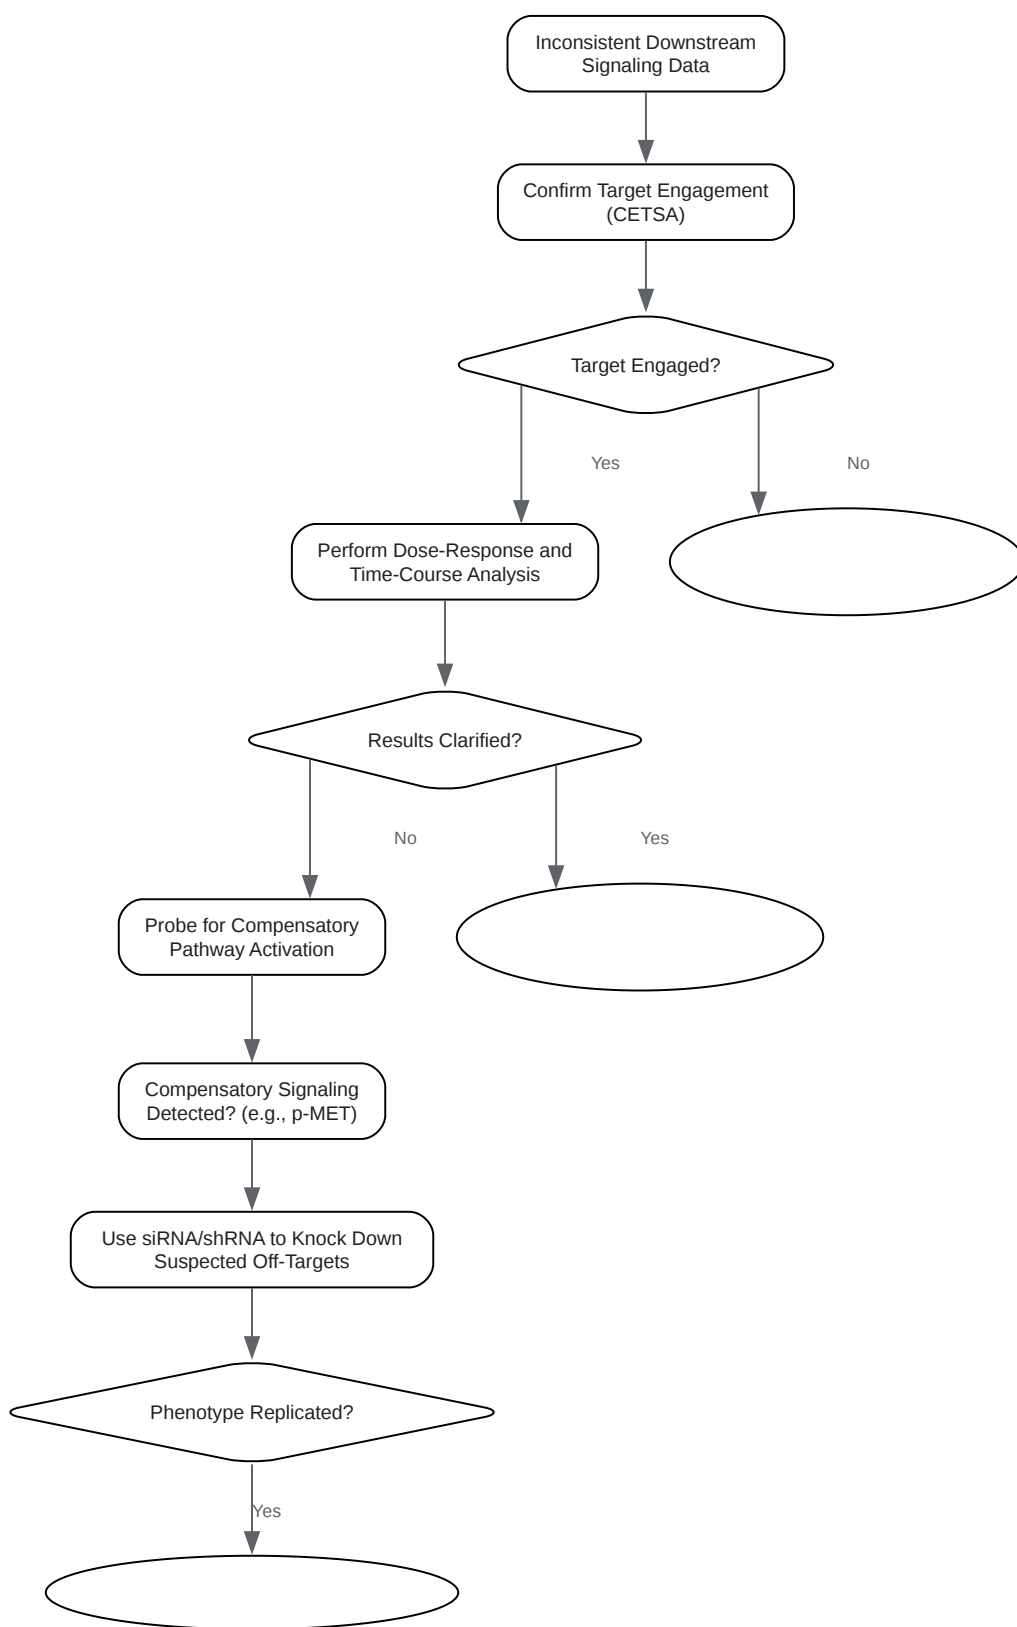 Inconsistent Downstream
Signaling Data
Confirm Target Engagement
(CETSA)
Target Engaged?
Yes
No
Perform Dose-Response and
Time-Course Analysis
Results Clarified?
No
Yes
Probe for Compensatory
Pathway Activation
Compensatory Signaling
Detected? (e.g., p-MET)
Use siRNA/shRNA to Knock Down
Suspected Off-Targets
Phenotype Replicated?
Yes